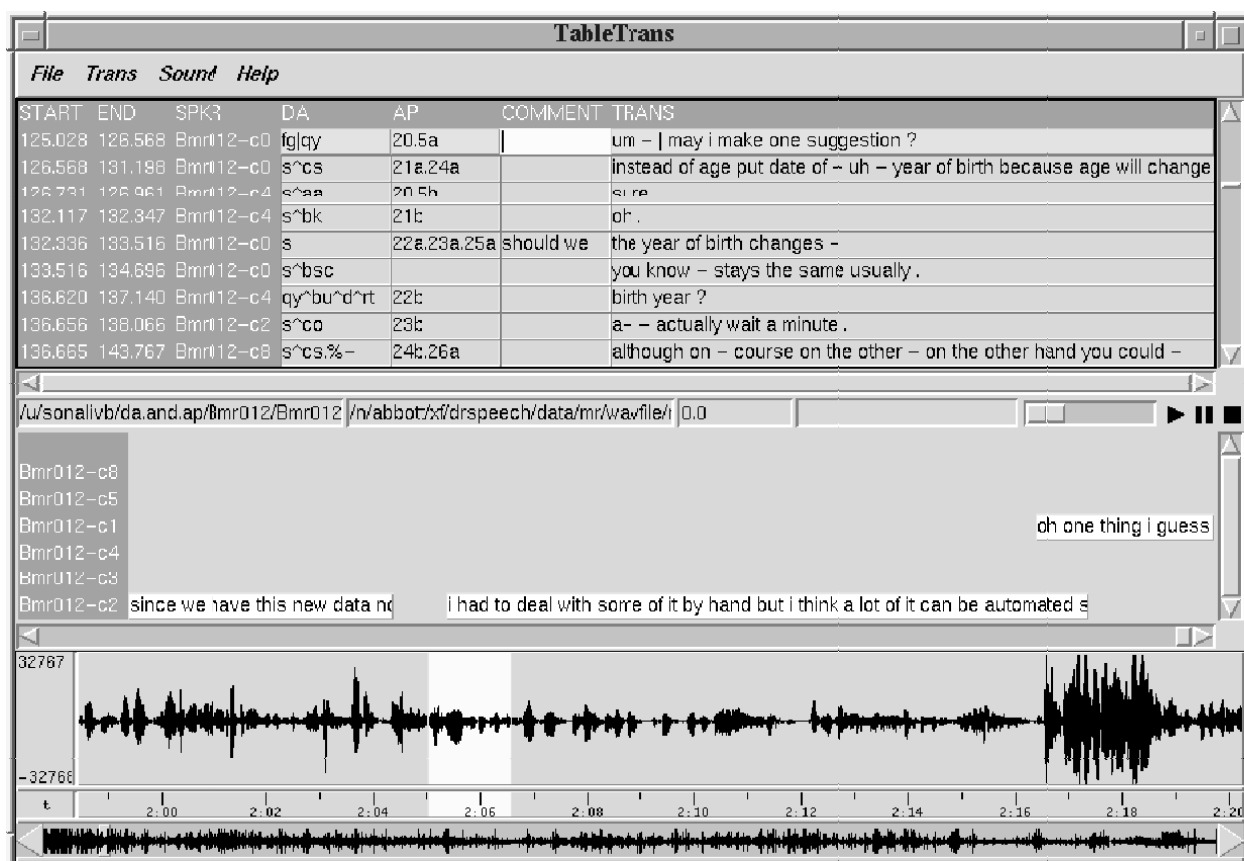 TableTrans
File Trans Sound Help
START END SPKR DA AP COMMENT TRANS
125.028 126.568 Bmr012-c0 fg|qy 20.5a um – | may i make one suggestion ?
126.568 131.198 Bmr012-c0 s^cs 21a.24a instead of age put date of – uh – year of birth because age will change
126.731 126.961 Bmr012-c4 s^aa 20.5b sure
132.117 132.347 Bmr012-c4 s^bk 21b oh .
132.336 133.516 Bmr012-c0 s 22a.23a.25a should we the year of birth changes –
133.516 134.696 Bmr012-c0 s^bsc you know – stays the same usually .
136.620 137.140 Bmr012-c4 qy^bu^d^rt 22b birth year ?
136.656 138.066 Bmr012-c2 s^co 23b a- – actually wait a minute .
136.665 143.767 Bmr012-c8 s^cs.%– 24b.26a although on – course on the other – on the other hand you could –
/u/sonalivb/da.and.ap/Bmr012/Bmr012 /n/abbott/xf/drspeech/data/mr/wavfile/ 0.0
Bmr012-c8
Bmr012-c5
Bmr012-c1 oh one thing i guess
Bmr012-c4
Bmr012-c3
Bmr012-c2 since we have this new data no i had to deal with some of it by hand but i think a lot of it can be automated s
32767
-32768
t 2:00 2:02 2:04 2:06 2:08 2:10 2:12 2:14 2:16 2:18 2:20